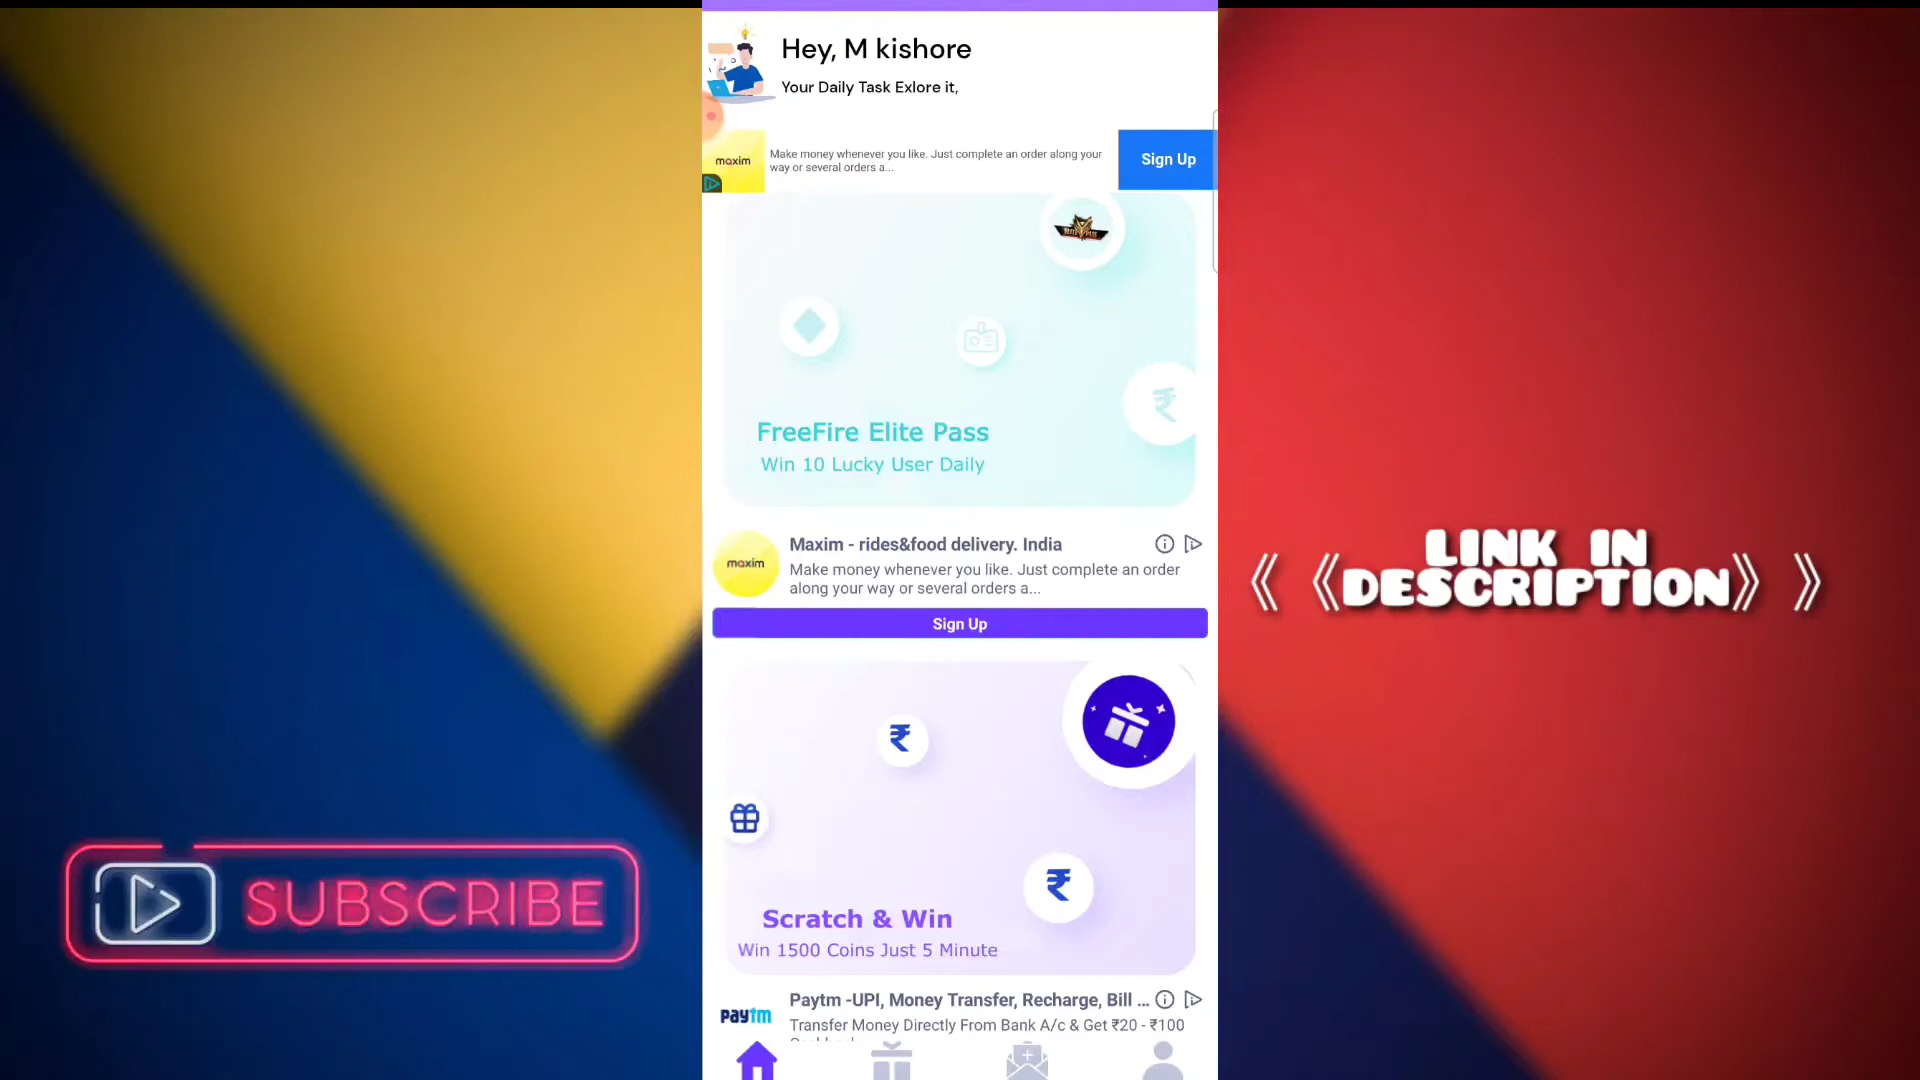 Hey, M kishore
Your Daily Task Exlore it,
maxim
Make money whenever you like. Just complete an order along your
way or several orders a...
Sign Up
FreeFire Elite Pass
Win 10 Lucky User Daily
maxim
Maxim - rides&food delivery. India
Make money whenever you like. Just complete an order
along your way or several orders a...
Sign Up
₹
₹
₹
Scratch & Win
Win 1500 Coins Just 5 Minute
paytm
Paytm -UPI, Money Transfer, Recharge, Bill ...
Transfer Money Directly From Bank A/c & Get ₹20 - ₹100
SUBSCRIBE
《 《LINK IN
DESCRIPTION》 》